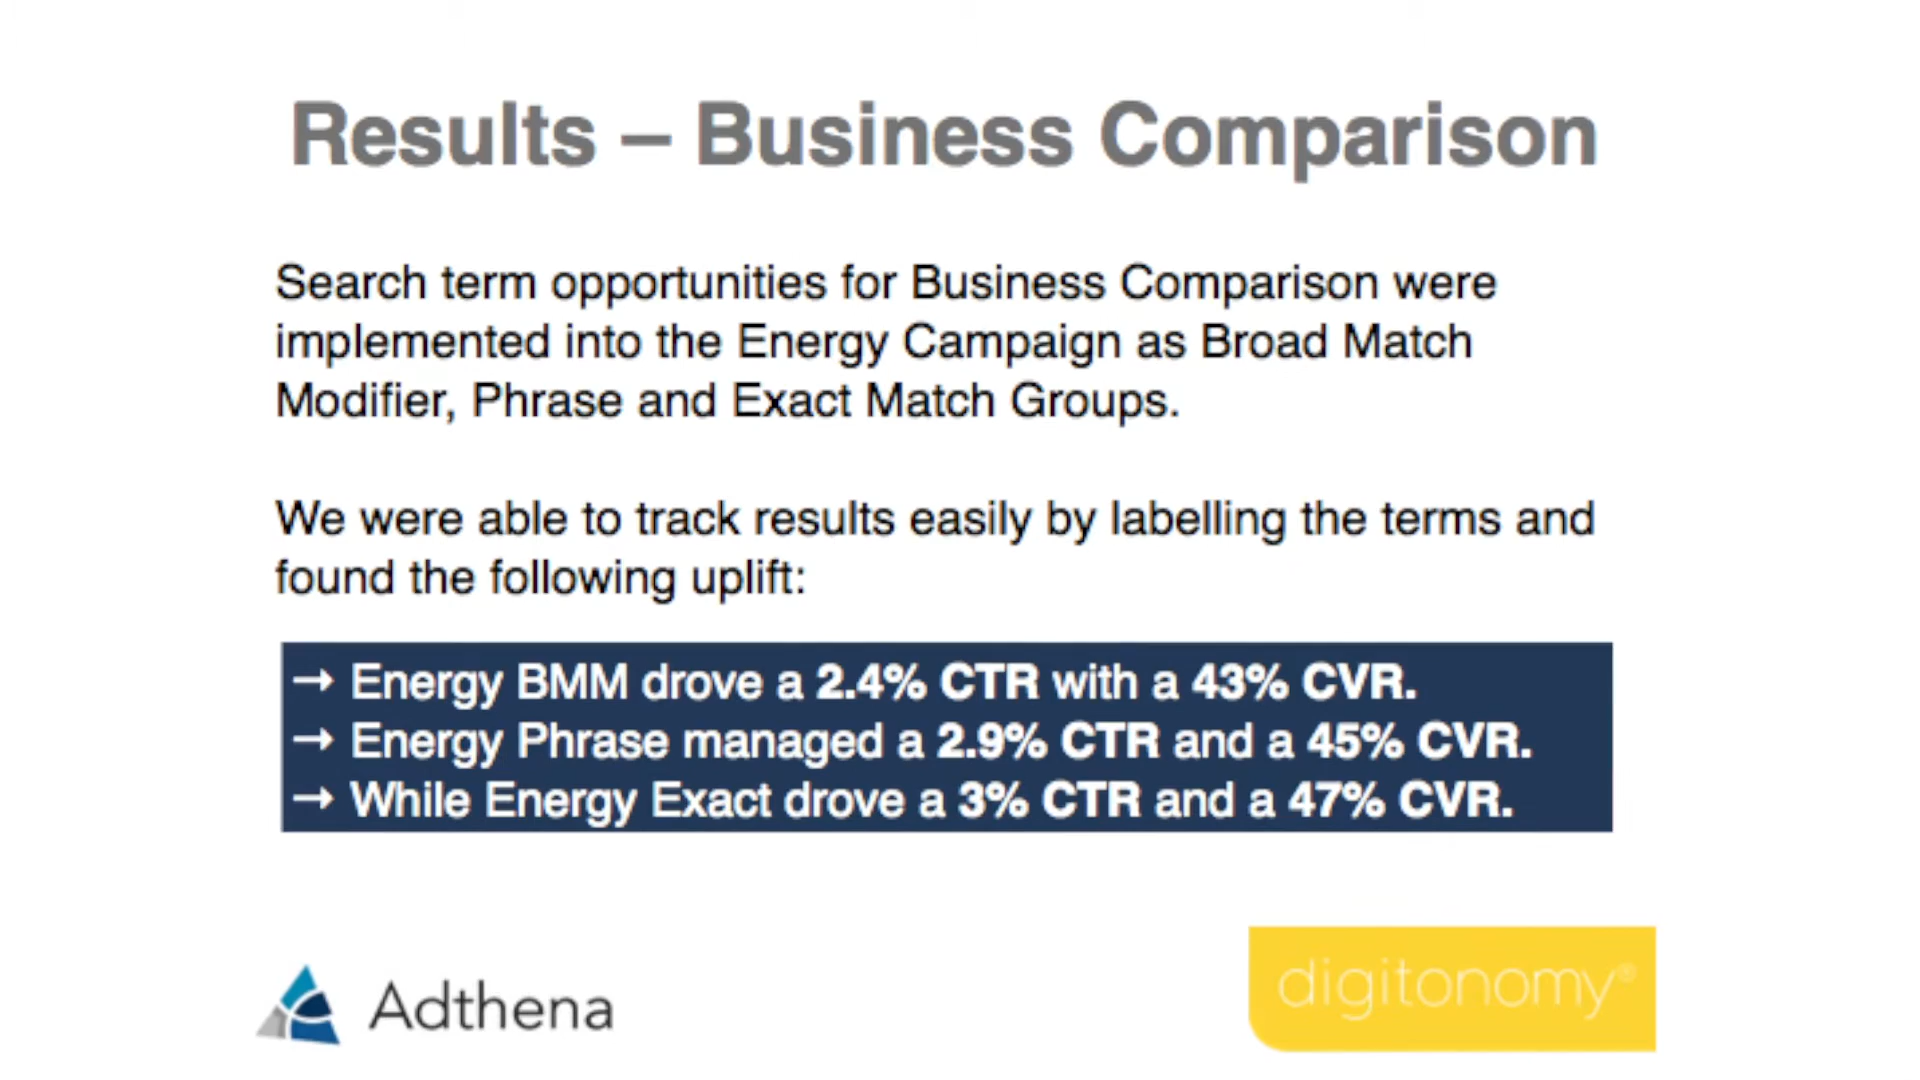 Results – Business Comparison
Search term opportunities for Business Comparison were
implemented into the Energy Campaign as Broad Match
Modifier, Phrase and Exact Match Groups.
We were able to track results easily by labelling the terms and
found the following uplift:
→ Energy BMM drove a 2.4% CTR with a 43% CVR.
→ Energy Phrase managed a 2.9% CTR and a 45% CVR.
→ While Energy Exact drove a 3% CTR and a 47% CVR.
Adthena
digitonomy®